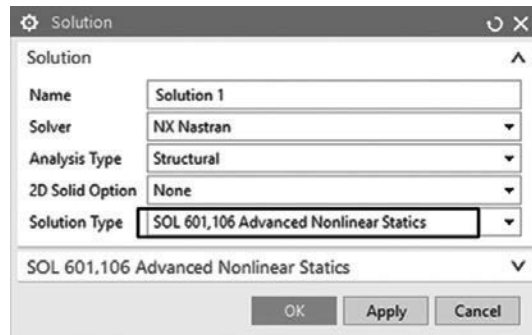 Solution
Solution
Name Solution 1
Solver NX Nastran
Analysis Type Structural
2D Solid Option None
Solution Type SOL 601,106 Advanced Nonlinear Statics
SOL 601,106 Advanced Nonlinear Statics
OK Apply Cancel